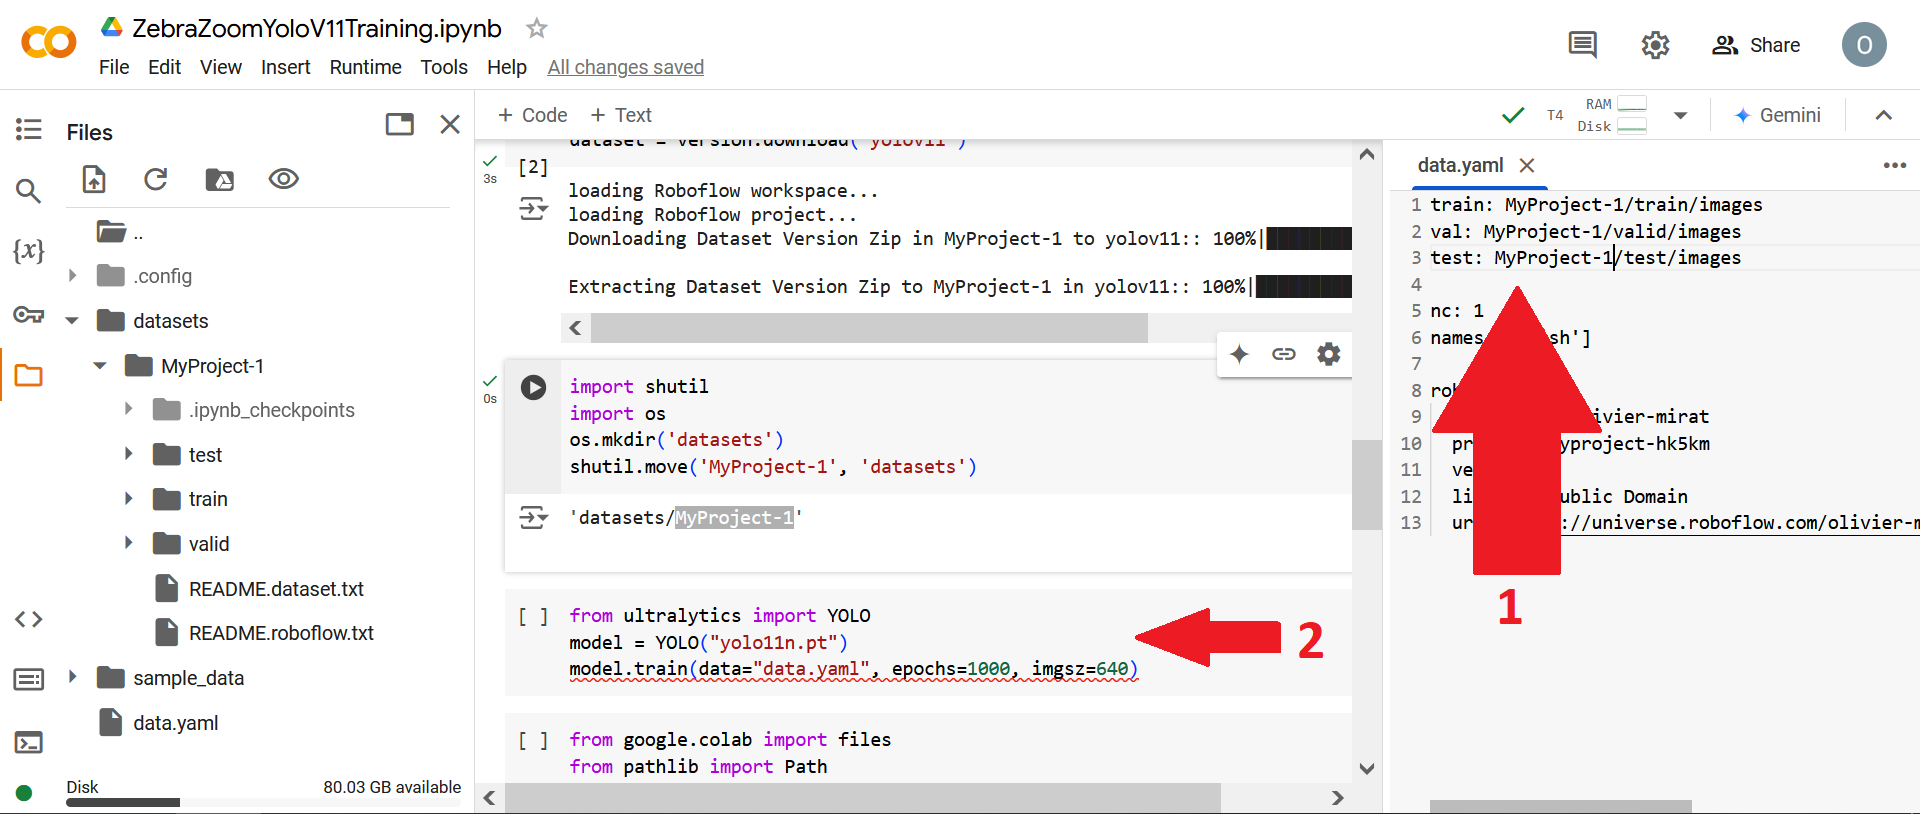 ZebraZoomYoloV11Training.ipynb
File Edit View Insert Runtime Tools Help All changes saved
Share
O
Files
+ Code + Text
T4
RAM
Disk
Gemini
..
.config
datasets
MyProject-1
.ipynb_checkpoints
test
train
valid
README.dataset.txt
README.roboflow.txt
sample_data
data.yaml
Disk 80.03 GB available
{x}
dataset = version.download("yolov11")
3s
[2]
loading Roboflow workspace...
loading Roboflow project...
Downloading Dataset Version Zip in MyProject-1 to yolov11:: 100%|
Extracting Dataset Version Zip to MyProject-1 in yolov11:: 100%|
0s
import shutil
import os
os.mkdir('datasets')
shutil.move('MyProject-1', 'datasets')
'datasets/MyProject-1'
[ ] from ultralytics import YOLO
model = YOLO("yolo11n.pt")
model.train(data="data.yaml", epochs=1000, imgsz=640)
2
[ ] from google.colab import files
from pathlib import Path
data.yaml
1 train: MyProject-1/train/images
2 val: MyProject-1/valid/images
3 test: MyProject-1/test/images
4
5 nc: 1
6 names sh']
7
8 ro
9 ivier-mirat
10 pr yproject-hk5km
11 ve
12 li ublic Domain
13 ur ://universe.roboflow.com/olivier-m
1